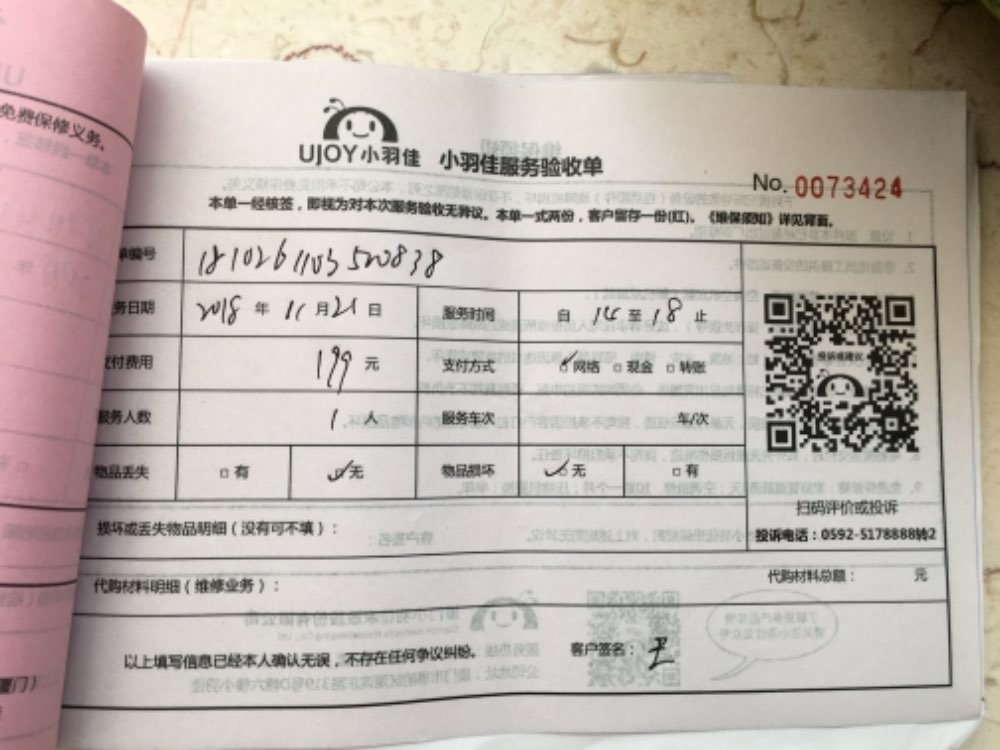 免费保修义务。
UJOY小羽佳 小羽佳服务验收单
No. 0073424
本单一经核签，即视为对本次服务验收无异议。本单一式两份，客户留存一份(红)。《维保须知》详见背面。
单编号 181026110352083８
务日期 2018 年 11 月 21 日 服务时间 自 14 至 18 止
付费用 199 元 支付方式 ☑网络 □现金 □转账
服务人数 1 人 服务车次 车/次
物品丢失 □有 ☑无 物品损坏 ☑无 □有
扫码评价或投诉
投诉电话：0592-5178888转2
损坏或丢失物品明细（没有可不填）：
代购材料明细（维修业务）： 代购材料总额： 元
以上填写信息已经本人确认无误，不存在任何争议纠纷。 客户签名：王
厦门）